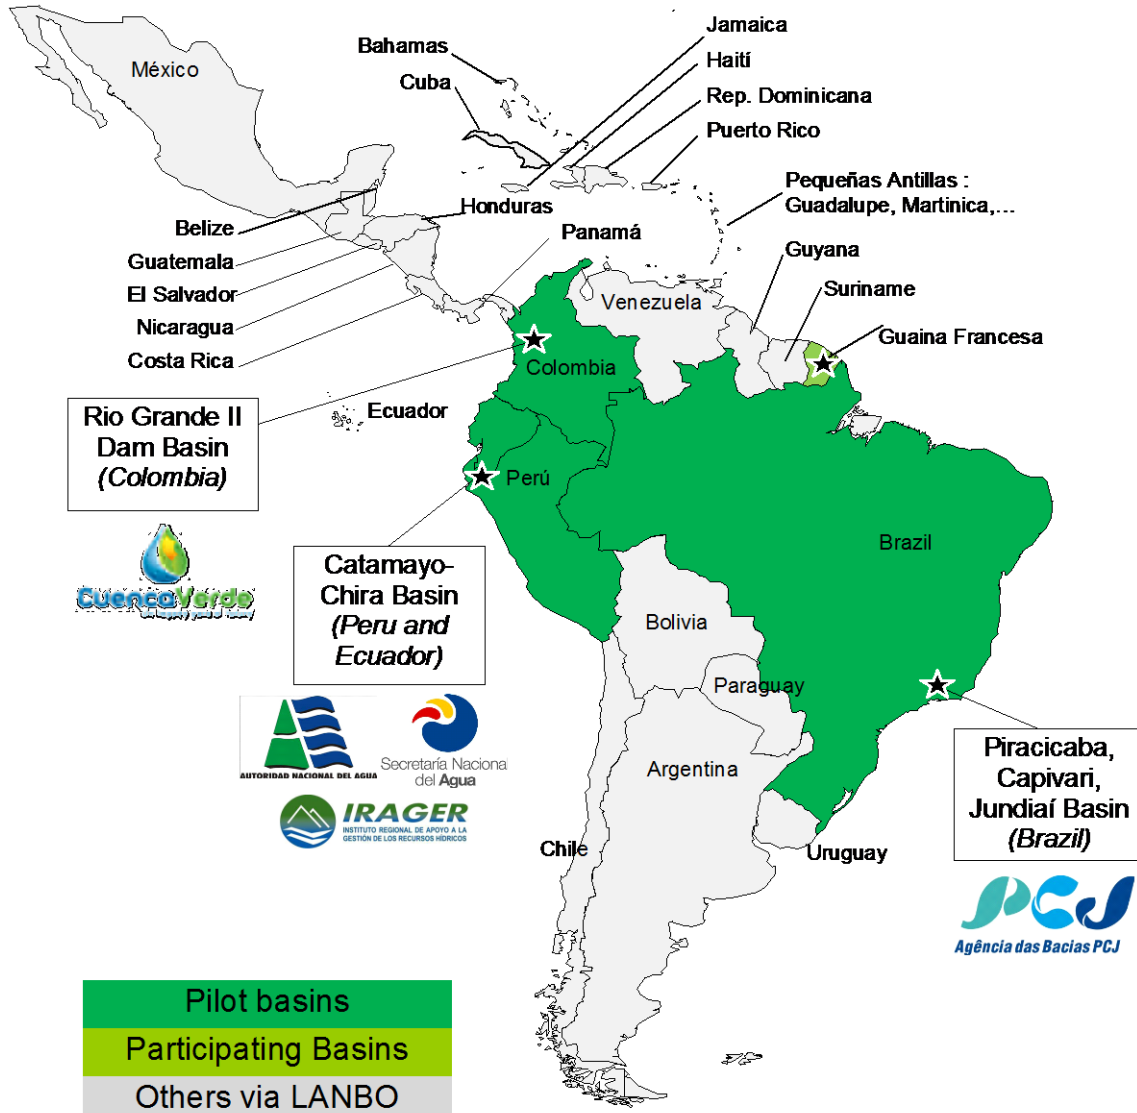 México
Bahamas
Cuba
Jamaica
Haití
Rep. Dominicana
Puerto Rico
Pequeñas Antillas :
Guadalupe, Martinica,...
Belize
Honduras
Guatemala
Panamá
El Salvador
Nicaragua
Costa Rica
Venezuela
Guyana
Suriname
Guaina Francesa
Colombia
Ecuador
Perú
Brazil
Bolivia
Paraguay
Argentina
Chile
Uruguay
Rio Grande II
Dam Basin
(Colombia)
CuencaVerde
Catamayo-
Chira Basin
(Peru and
Ecuador)
AUTORIDAD NACIONAL DEL AGUA
Secretaría Nacional
del Agua
IRAGER
INSTITUTO REGIONAL DE APOYO A LA
GESTIÓN DE LOS RECURSOS HÍDRICOS
Piracicaba,
Capivari,
Jundiaí Basin
(Brazil)
PCJ
Agência das Bacias PCJ
Pilot basins
Participating Basins
Others via LANBO